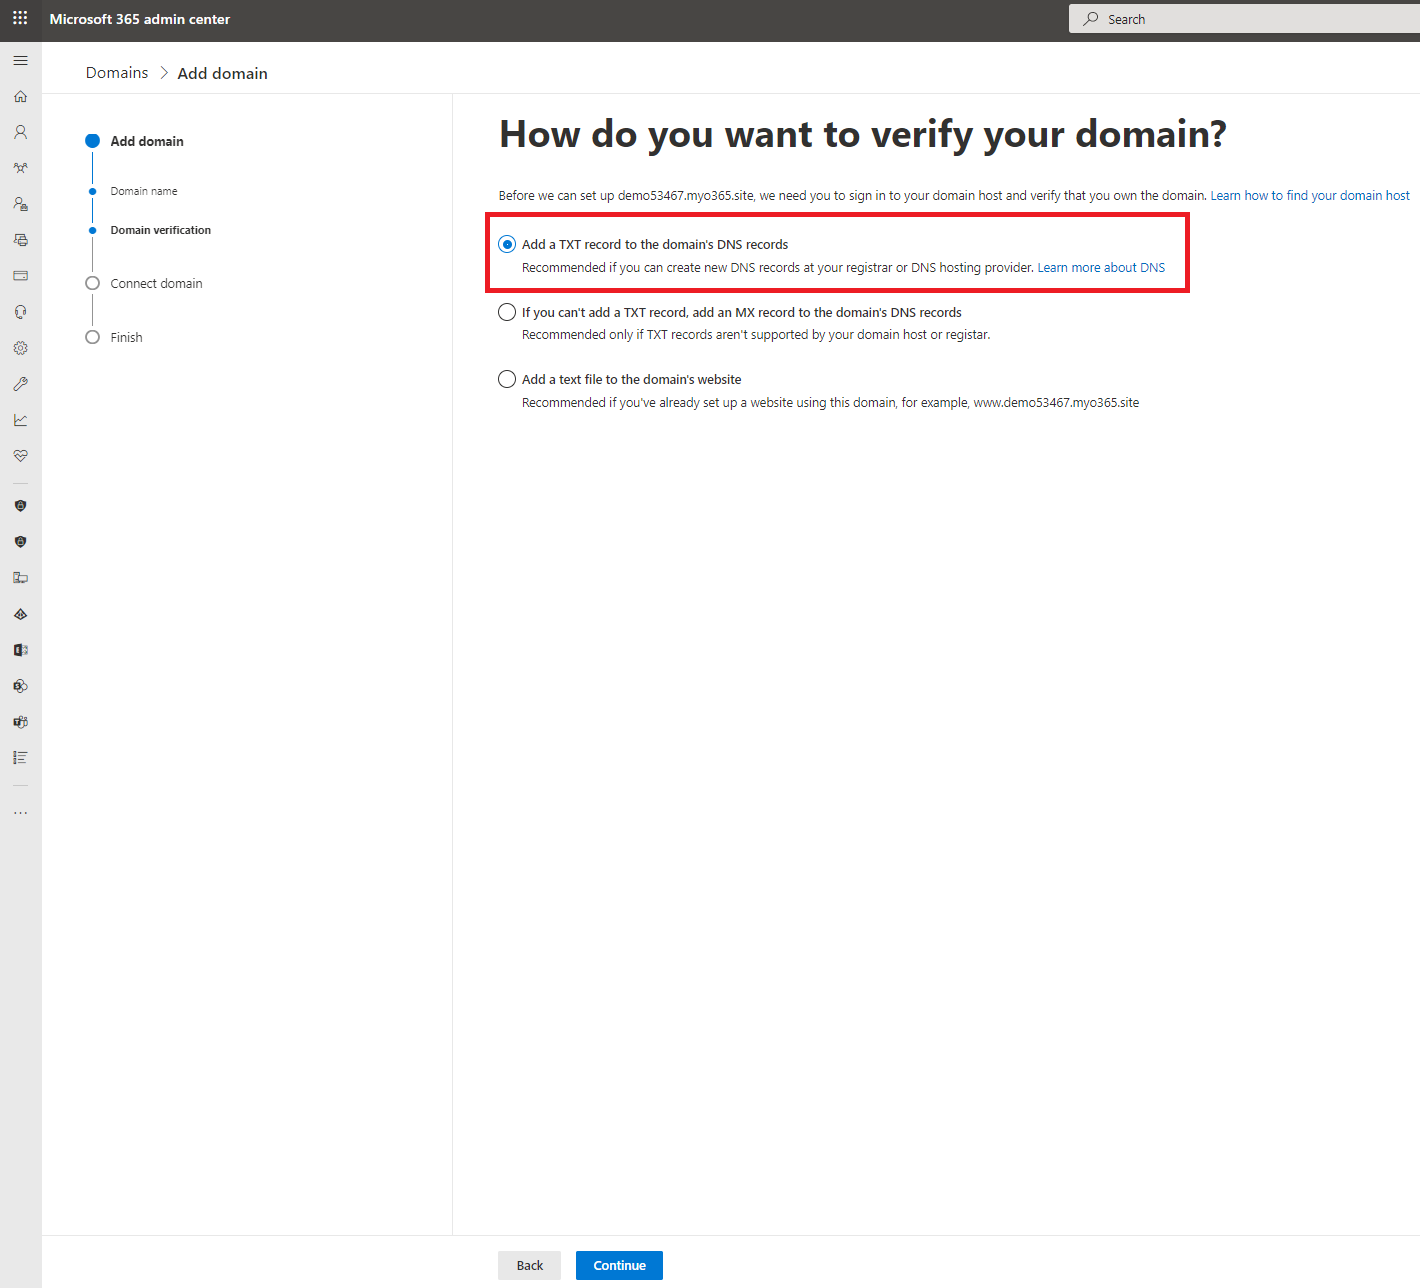 Microsoft 365 admin center
Search
Domains > Add domain
Add domain
Domain name
Domain verification
Connect domain
Finish
How do you want to verify your domain?
Before we can set up demo53467.myo365.site, we need you to sign in to your domain host and verify that you own the domain. Learn how to find your domain host
Add a TXT record to the domain's DNS records
Recommended if you can create new DNS records at your registrar or DNS hosting provider. Learn more about DNS
If you can't add a TXT record, add an MX record to the domain's DNS records
Recommended only if TXT records aren't supported by your domain host or registar.
Add a text file to the domain's website
Recommended if you've already set up a website using this domain, for example, www.demo53467.myo365.site
Back
Continue